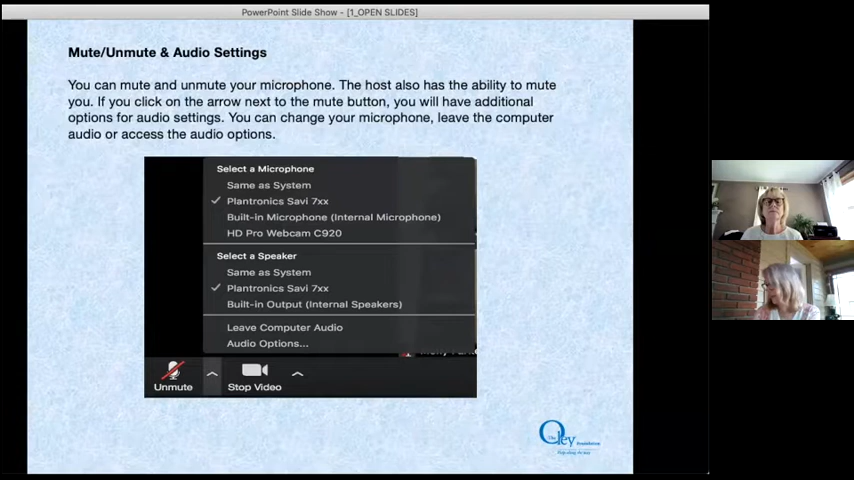 PowerPoint Slide Show - [1_OPEN SLIDES]
Mute/Unmute & Audio Settings
You can mute and unmute your microphone. The host also has the ability to mute
you. If you click on the arrow next to the mute button, you will have additional
options for audio settings. You can change your microphone, leave the computer
audio or access the audio options.
Select a Microphone
Same as System
✓ Plantronics Savi 7xx
Built-in Microphone (Internal Microphone)
HD Pro Webcam C920
Select a Speaker
Same as System
✓ Plantronics Savi 7xx
Built-in Output (Internal Speakers)
Leave Computer Audio
Audio Options...
Unmute
Stop Video
The Oley
Foundation